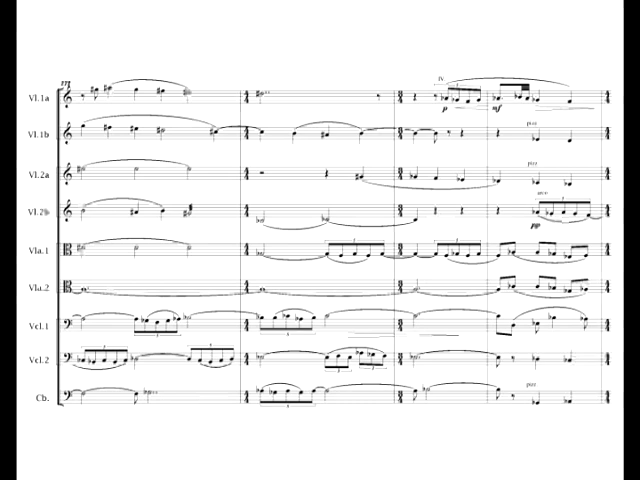 Vl.1a
IV
p
mf
Vl.1b
pizz
Vl.2a
pizz
Vl.2b
arco
pp
Vla.1
Vla.2
Vcl.1
Vcl.2
Cb.
pizz